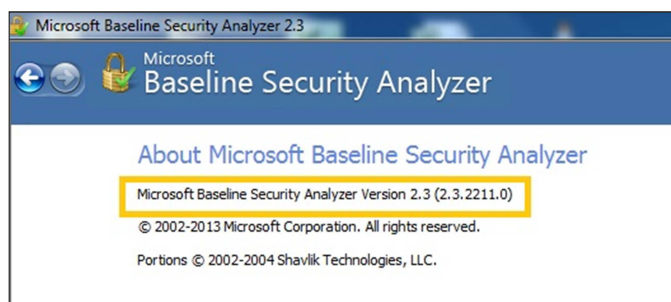 Microsoft Baseline Security Analyzer 2.3
Microsoft
Baseline Security Analyzer
About Microsoft Baseline Security Analyzer
Microsoft Baseline Security Analyzer Version 2.3 (2.3.2211.0)
© 2002-2013 Microsoft Corporation. All rights reserved.
Portions © 2002-2004 Shavlik Technologies, LLC.